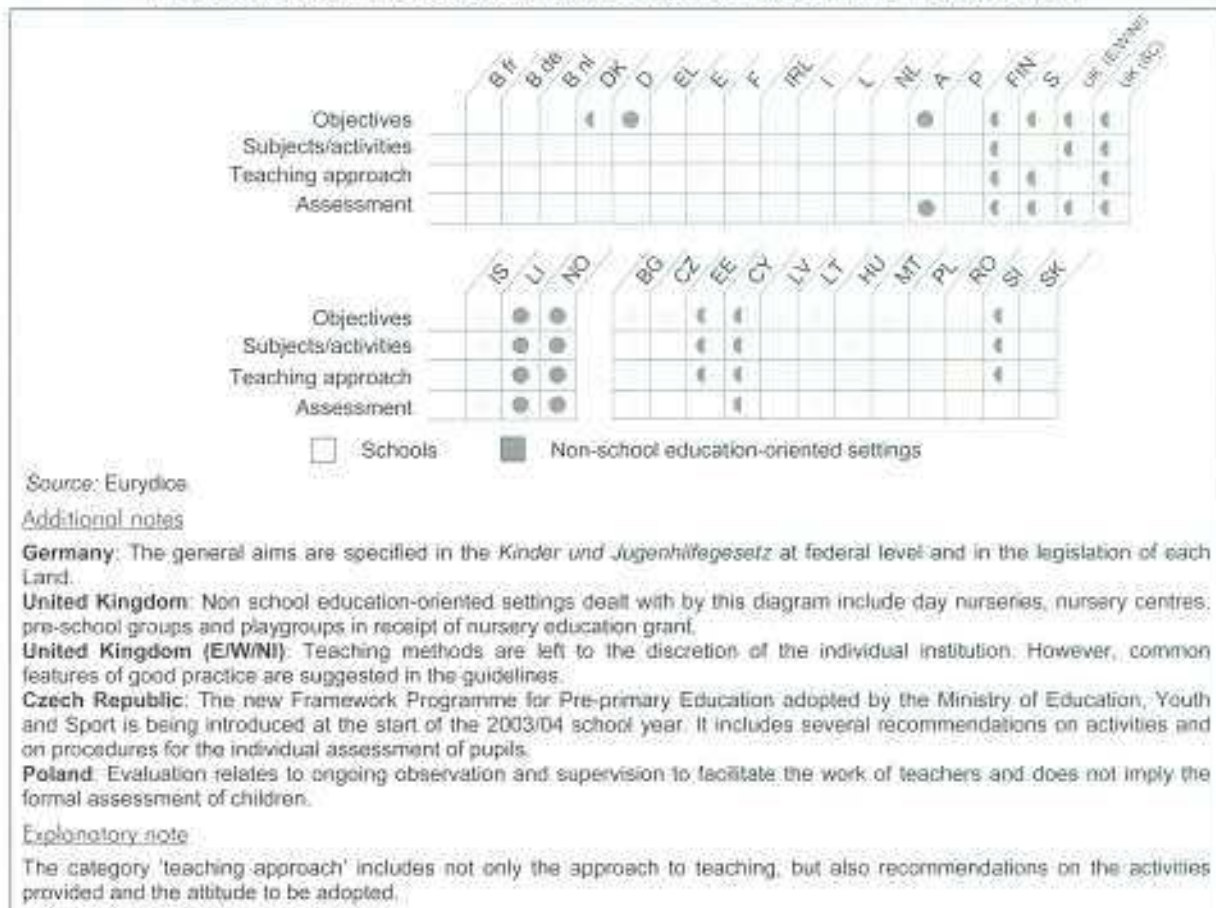 B fr B de B nl DK D EL E F IRL I L NL A P FIN S UK (E/W/NI) UK (SC)
Objectives
Subjects/activities
Teaching approach
Assessment
IS LI NO BG CZ EE CY LV LT HU MT PL RO SI SK
Objectives
Subjects/activities
Teaching approach
Assessment
Schools Non-school education-oriented settings
Source: Eurydice.
Additional notes
Germany: The general aims are specified in the Kinder und Jugenhilfegesetz at federal level and in the legislation of each
Land.
United Kingdom: Non school education-oriented settings dealt with by this diagram include day nurseries, nursery centres,
pre-school groups and playgroups in receipt of nursery education grant.
United Kingdom (E/W/NI): Teaching methods are left to the discretion of the individual institution. However, common
features of good practice are suggested in the guidelines.
Czech Republic: The new Framework Programme for Pre-primary Education adopted by the Ministry of Education, Youth
and Sport is being introduced at the start of the 2003/04 school year. It includes several recommendations on activities and
on procedures for the individual assessment of pupils.
Poland: Evaluation relates to ongoing observation and supervision to facilitate the work of teachers and does not imply the
formal assessment of children.
Explanatory note
The category 'teaching approach' includes not only the approach to teaching, but also recommendations on the activities
provided and the attitude to be adopted.